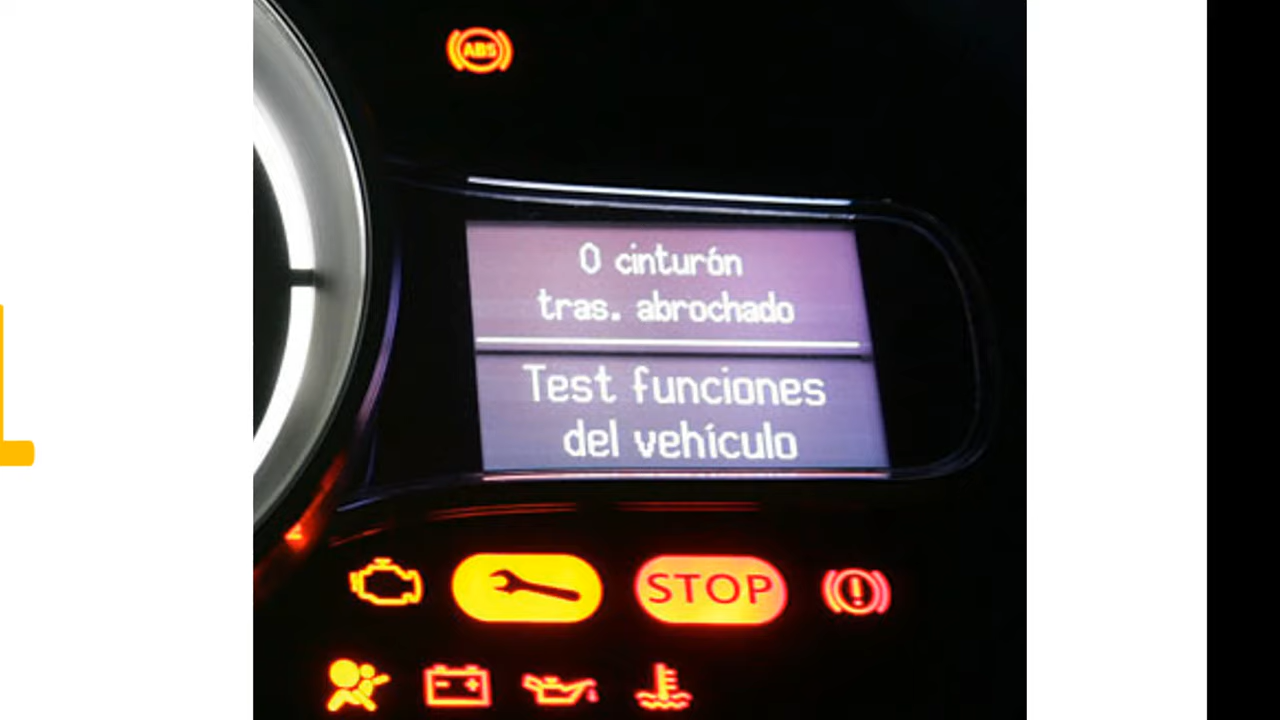 ABS
0 cinturón
tras. abrochado
Test funciones
del vehículo
STOP